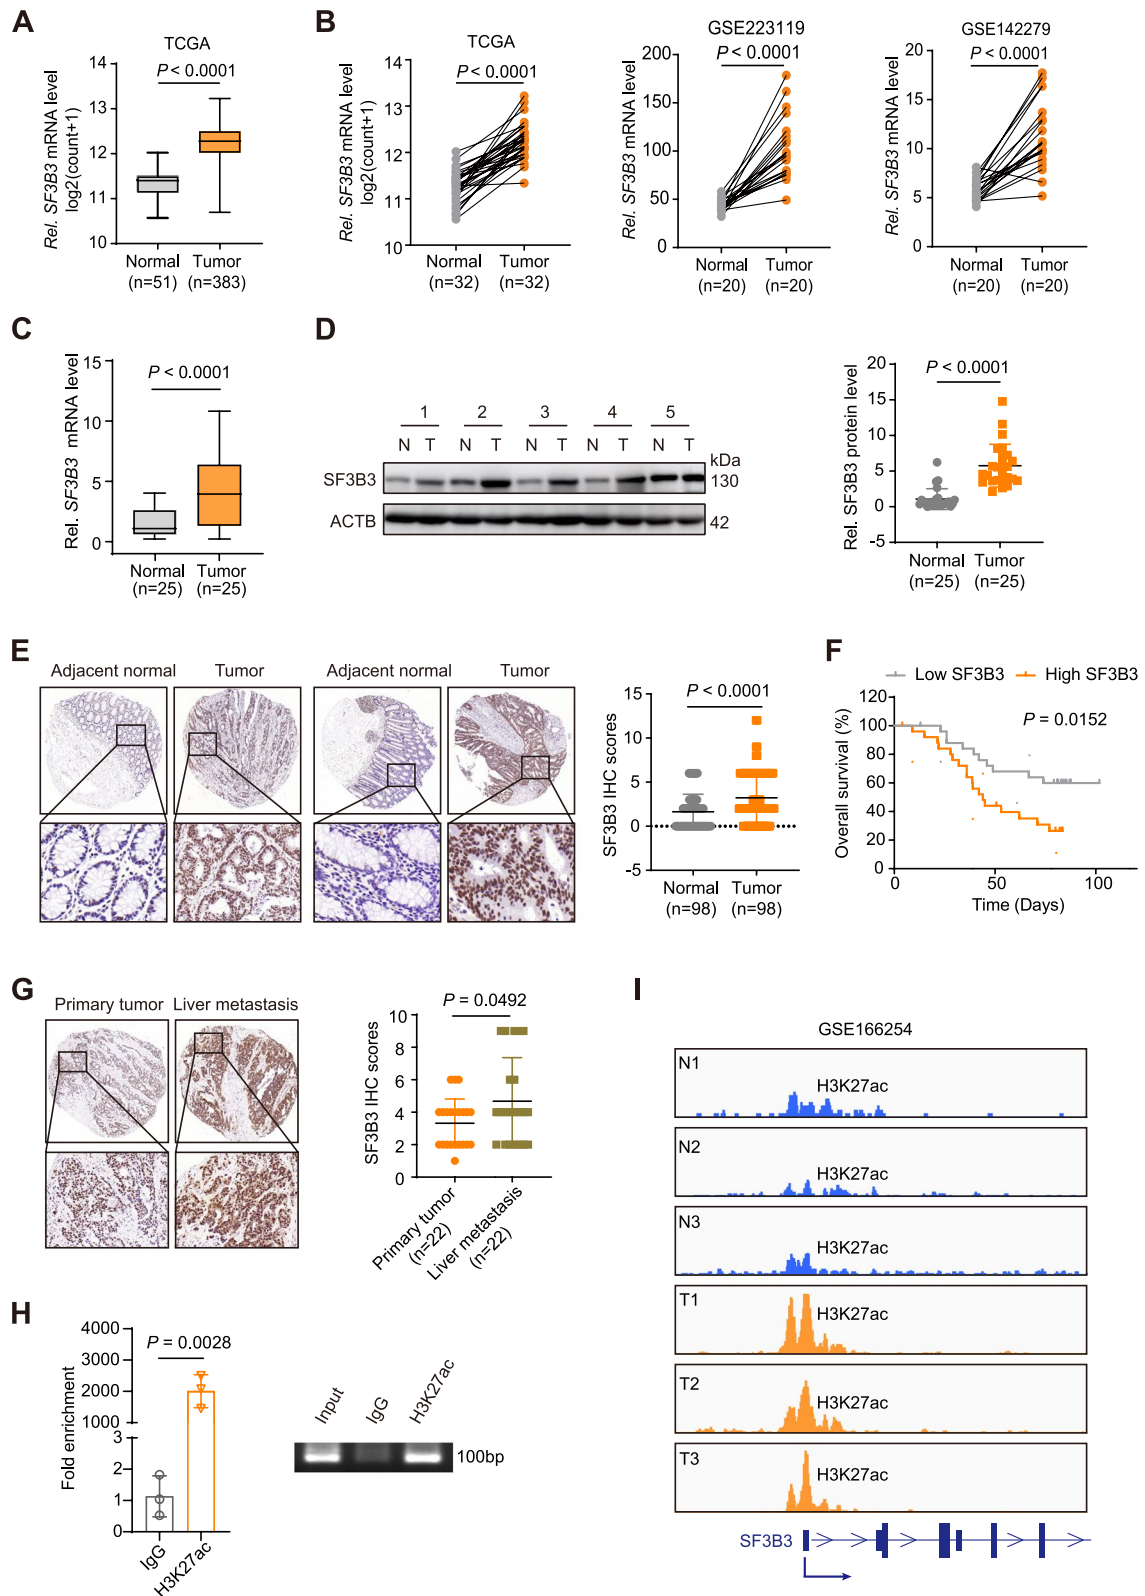 A
TCGA
P < 0.0001
Rel. SF3B3 mRNA level
log2(count+1)
14
13
12
11
10
Normal
(n=51)
Tumor
(n=383)
B
TCGA
P < 0.0001
Rel. SF3B3 mRNA level
log2(count+1)
14
13
12
11
10
Normal
(n=32)
Tumor
(n=32)
GSE223119
P < 0.0001
Rel. SF3B3 mRNA level
200
150
100
50
0
Normal
(n=20)
Tumor
(n=20)
GSE142279
P < 0.0001
Rel. SF3B3 mRNA level
20
15
10
5
0
Normal
(n=20)
Tumor
(n=20)
C
P < 0.0001
Rel. SF3B3 mRNA level
15
10
5
0
Normal
(n=25)
Tumor
(n=25)
D
1 2 3 4 5
N T N T N T N T N T
kDa
SF3B3 130
ACTB 42
P < 0.0001
Rel. SF3B3 protein level
20
15
10
5
0
-5
Normal
(n=25)
Tumor
(n=25)
E
Adjacent normal Tumor Adjacent normal Tumor
P < 0.0001
SF3B3 IHC scores
15
10
5
0
-5
Normal
(n=98)
Tumor
(n=98)
F
Low SF3B3 High SF3B3
P = 0.0152
Overall survival (%)
120
100
80
60
40
20
0
0 50 100
Time (Days)
G
Primary tumor Liver metastasis
P = 0.0492
SF3B3 IHC scores
10
8
6
4
2
0
Primary tumor
(n=22)
Liver metastasis
(n=22)
H
P = 0.0028
Fold enrichment
4000
3000
2000
1000
3
2
1
0
IgG
H3K27ac
Input IgG H3K27ac
100bp
I
GSE166254
N1
H3K27ac
N2
H3K27ac
N3
H3K27ac
T1
H3K27ac
T2
H3K27ac
T3
H3K27ac
SF3B3